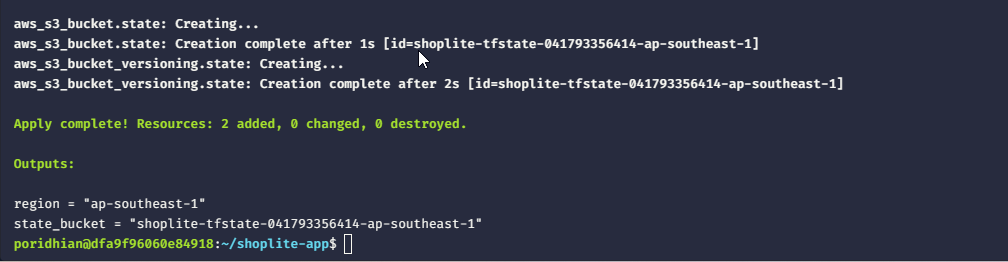 aws_s3_bucket.state: Creating...
aws_s3_bucket.state: Creation complete after 1s [id=shoplite-tfstate-041793356414-ap-southeast-1]
aws_s3_bucket_versioning.state: Creating...
aws_s3_bucket_versioning.state: Creation complete after 2s [id=shoplite-tfstate-041793356414-ap-southeast-1]
Apply complete! Resources: 2 added, 0 changed, 0 destroyed.
Outputs:
region = "ap-southeast-1"
state_bucket = "shoplite-tfstate-041793356414-ap-southeast-1"
poridhian@dfa9f96060e84918:~/shoplite-app$